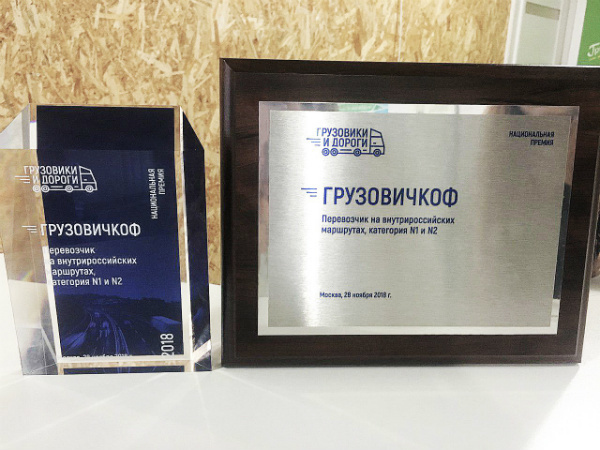 ГРУЗОВИКИ
И ДОРОГИ
НАЦИОНАЛЬНАЯ
ПРЕМИЯ
ГРУЗОВИЧКОФ
Перевозчик
на внутрироссийских
маршрутах,
категория N1 и N2
2018
ГРУЗОВИКИ
И ДОРОГИ
НАЦИОНАЛЬНАЯ
ПРЕМИЯ
ГРУЗОВИЧКОФ
Перевозчик на внутрироссийских
маршрутах, категория N1 и N2
Москва, 28 ноября 2018 г.